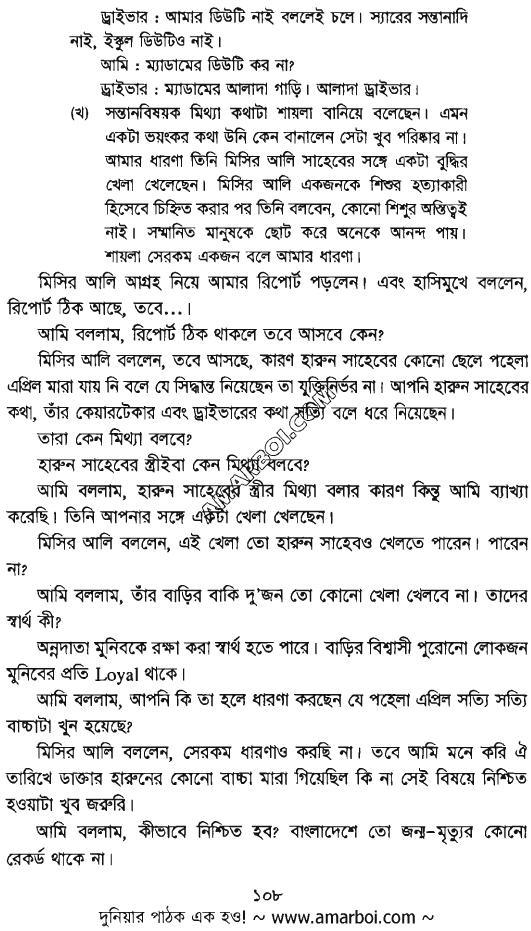 ড্রাইভার : আমার ডিউটি নাই বললেই চলে। স্যারের সন্তানাদি
নাই, ইস্কুল ডিউটিও নাই।
আমি : ম্যাডামের ডিউটি কর না?
ড্রাইভার : ম্যাডামের আলাদা গাড়ি। আলাদা ড্রাইভার।
(খ) সন্তানবিষয়ক মিথ্যা কথাটা শায়লা বানিয়ে বলেছেন। এমন
একটা ভয়ংকর কথা উনি কেন বানালেন সেটা খুব পরিষ্কার না।
আমার ধারণা তিনি মিসির আলি সাহেবের সঙ্গে একটা বুদ্ধির
খেলা খেলেছেন। মিসির আলি একজনকে শিশুর হত্যাকারী
হিসেবে চিহ্নিত করার পর তিনি বলবেন, কোনো শিশুর অস্তিত্বই
নাই। সম্মানিত মানুষকে ছোট করে অনেকে আনন্দ পায়।
শায়লা সেরকম একজন বলে আমার ধারণা।
মিসির আলি আগ্রহ নিয়ে আমার রিপোর্ট পড়লেন। এবং হাসিমুখে বললেন,
রিপোর্ট ঠিক আছে, তবে...।
আমি বললাম, রিপোর্ট ঠিক থাকলে তবে আসবে কেন?
মিসির আলি বললেন, তবে আসছে, কারণ হারুন সাহেবের কোনো ছেলে পহেলা
এপ্রিল মারা যায় নি বলে যে সিদ্ধান্ত নিয়েছেন তা যুক্তিনির্ভর না। আপনি হারুন সাহেবের
কথা, তাঁর কেয়ারটেকার এবং ড্রাইভারের কথা সত্যি বলে ধরে নিয়েছেন।
তারা কেন মিথ্যা বলবে?
হারুন সাহেবের স্ত্রীইবা কেন মিথ্যা বলবে?
আমি বললাম, হারুন সাহেবের স্ত্রীর মিথ্যা বলার কারণ কিন্তু আমি ব্যাখ্যা
করেছি। তিনি আপনার সঙ্গে একটা খেলা খেলছেন।
মিসির আলি বললেন, এই খেলা তো হারুন সাহেবও খেলতে পারেন। পারেন
না?
আমি বললাম, তাঁর বাড়ির বাকি দু'জন তো কোনো খেলা খেলবে না। তাদের
স্বার্থ কী?
অন্নদাতা মুনিবকে রক্ষা করা স্বার্থ হতে পারে। বাড়ির বিশ্বাসী পুরোনো লোকজন
মুনিবের প্রতি Loyal থাকে।
আমি বললাম, আপনি কি তা হলে ধারণা করছেন যে পহেলা এপ্রিল সত্যি সত্যি
বাচ্চাটা খুন হয়েছে?
মিসির আলি বললেন, সেরকম ধারণাও করছি না। তবে আমি মনে করি ঐ
তারিখে ডাক্তার হারুনের কোনো বাচ্চা মারা গিয়েছিল কি না সেই বিষয়ে নিশ্চিত
হওয়াটা খুব জরুরি।
আমি বললাম, কীভাবে নিশ্চিত হব? বাংলাদেশে তো জন্ম-মৃত্যুর কোনো
রেকর্ড থাকে না।
১০৮
দুনিয়ার পাঠক এক হও! ~ www.amarboi.com ~
AMARBOI.COM